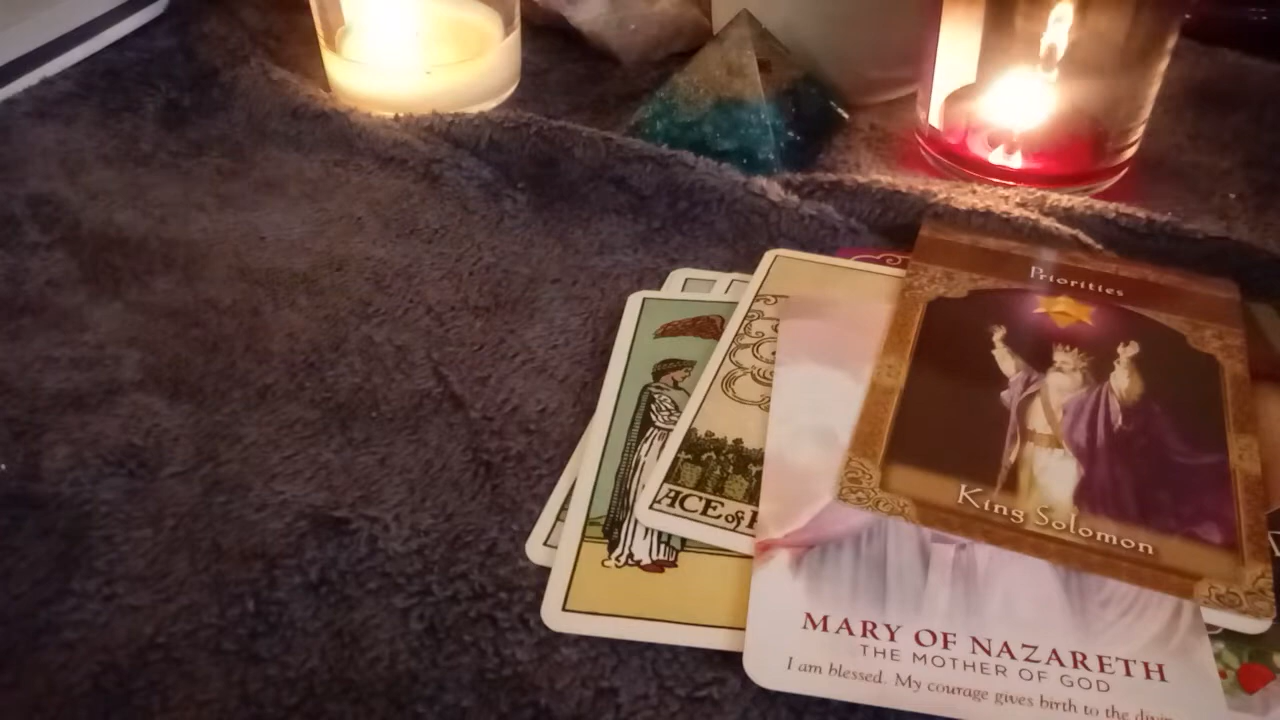 Priorities
King Solomon
ACE of
MARY OF NAZARETH
THE MOTHER OF GOD
I am blessed. My courage gives birth to the